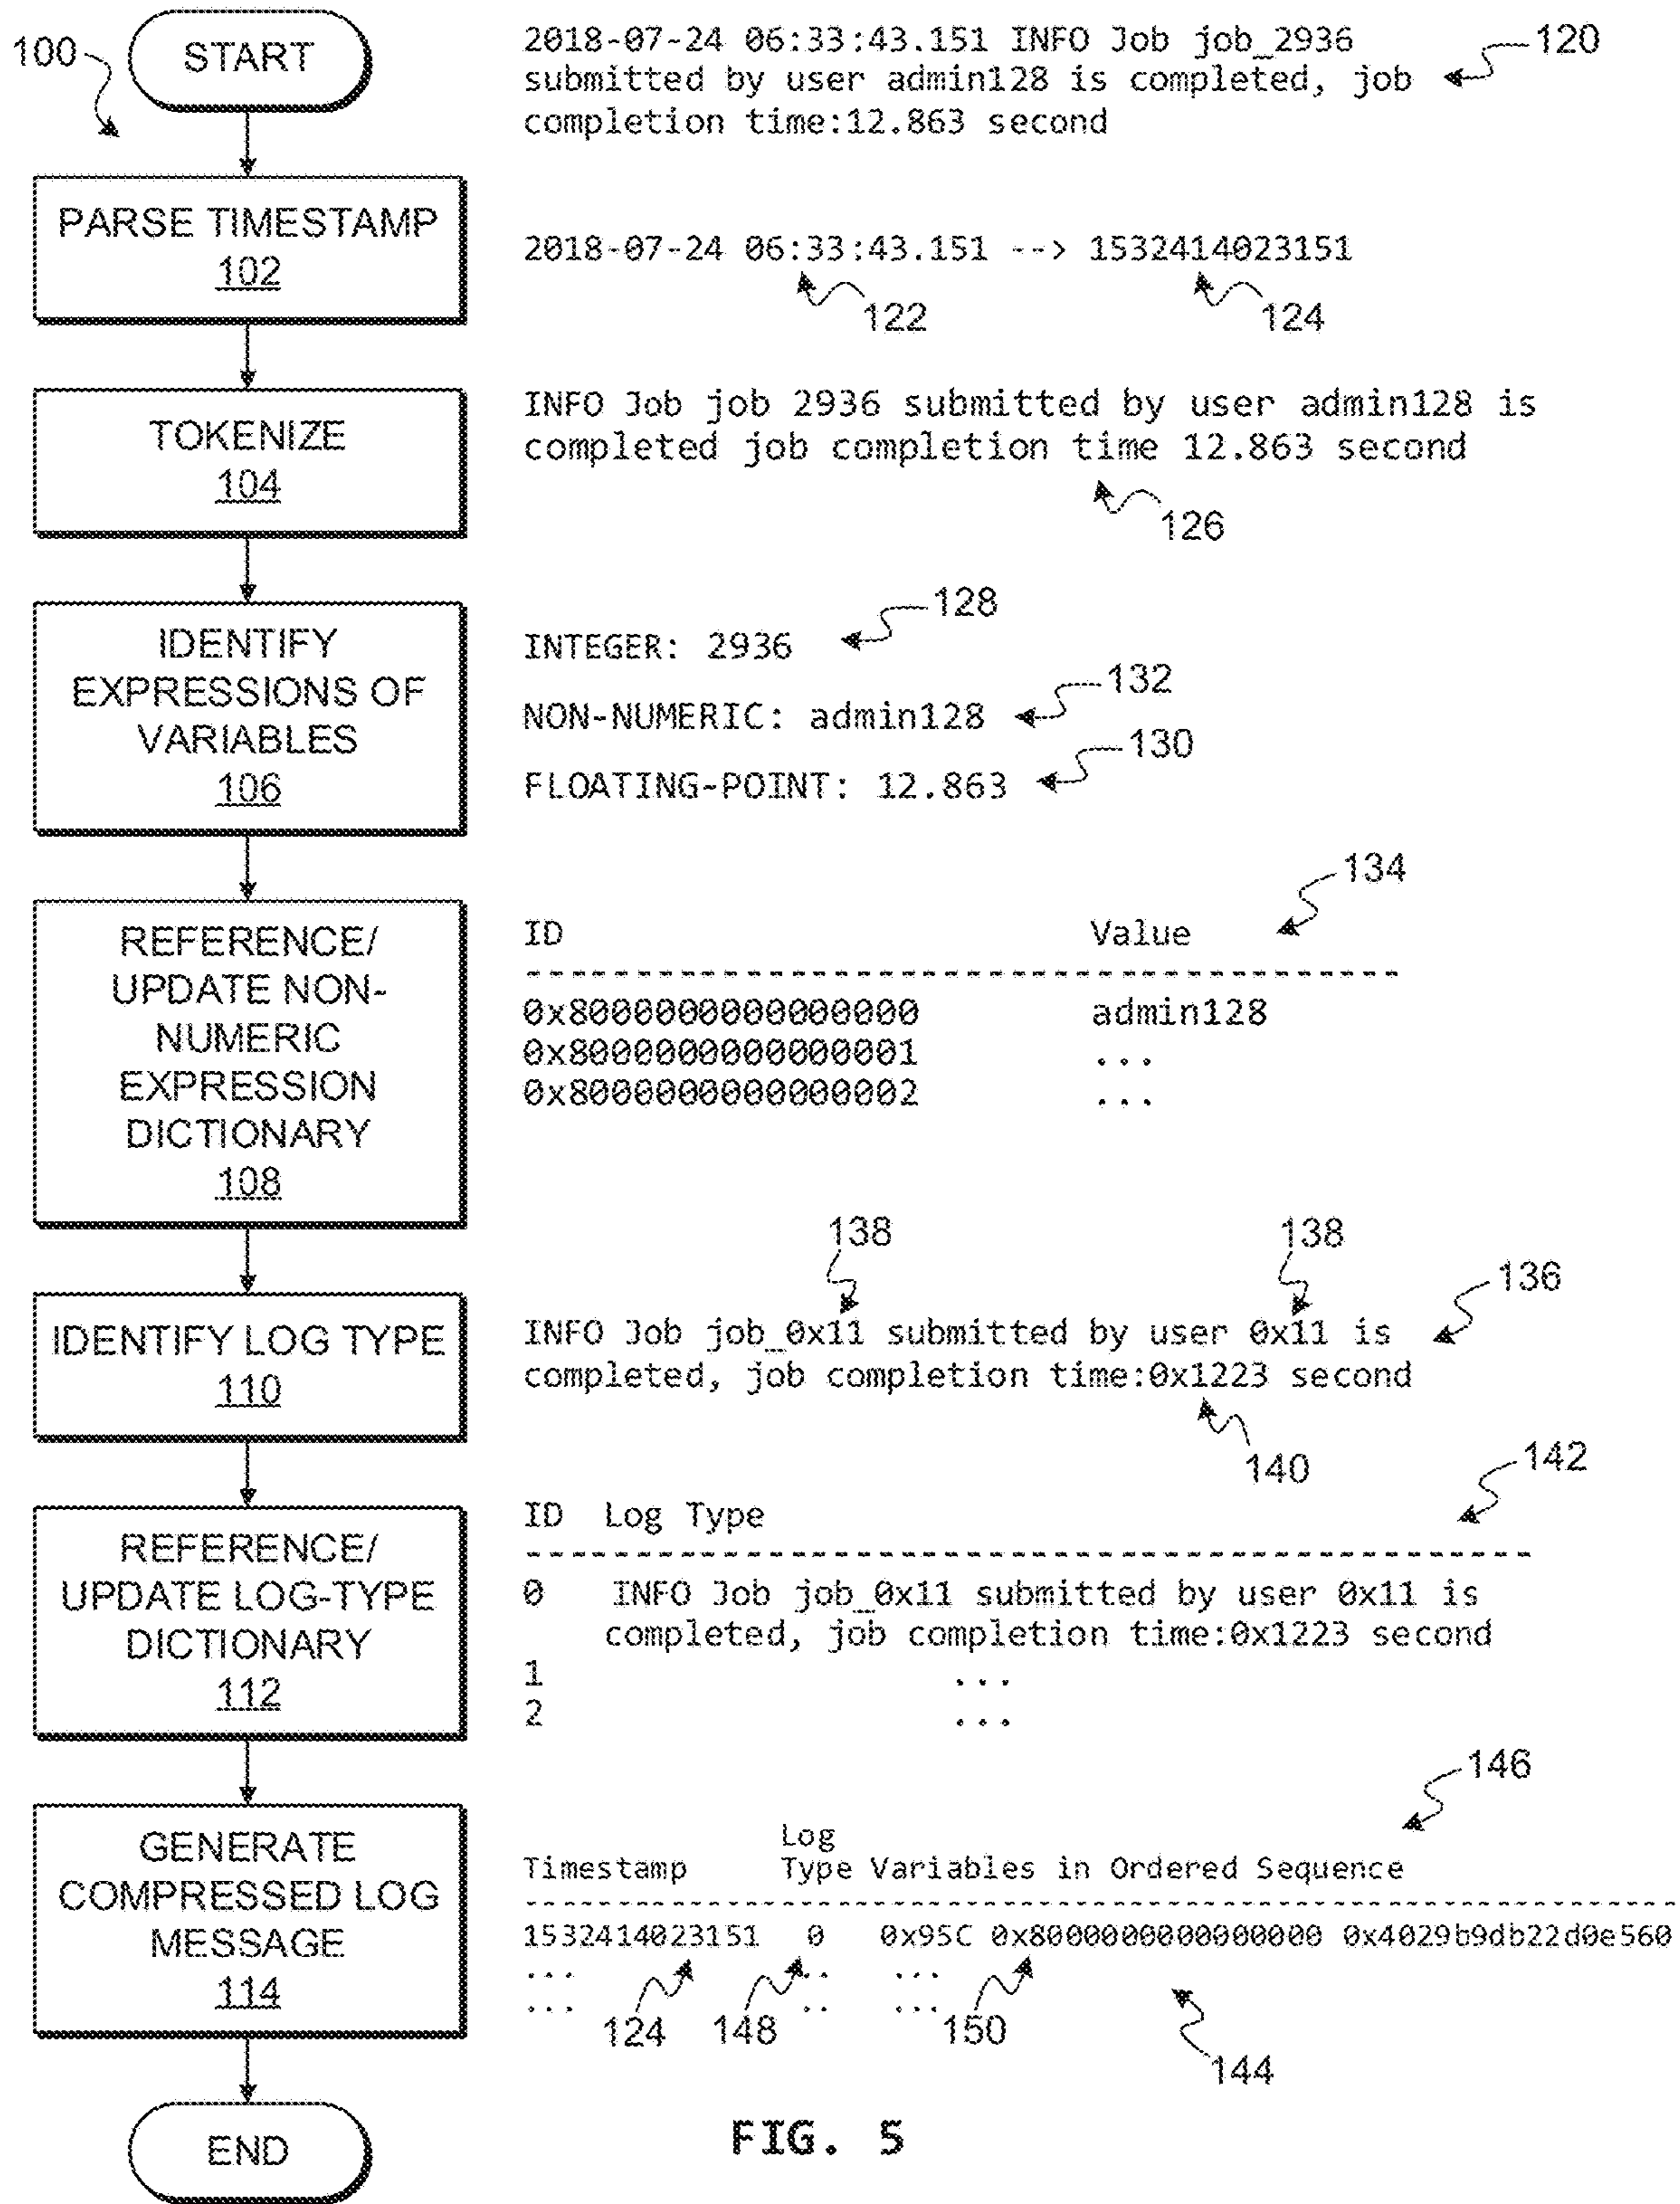 100
START
2018-07-24 06:33:43.151 INFO Job job_2936
submitted by user admin128 is completed, job
completion time:12.863 second
120
PARSE TIMESTAMP
102
2018-07-24 06:33:43.151 --> 1532414023151
122
124
TOKENIZE
104
INFO Job job 2936 submitted by user admin128 is
completed job completion time 12.863 second
126
IDENTIFY
EXPRESSIONS OF
VARIABLES
106
INTEGER: 2936
128
NON-NUMERIC: admin128
132
FLOATING-POINT: 12.863
130
REFERENCE/
UPDATE NON-
NUMERIC
EXPRESSION
DICTIONARY
108
134
ID Value
0x8000000000000000 admin128
0x8000000000000001 ...
0x8000000000000002 ...
IDENTIFY LOG TYPE
110
138
138
136
INFO Job job_0x11 submitted by user 0x11 is
completed, job completion time:0x1223 second
140
REFERENCE/
UPDATE LOG-TYPE
DICTIONARY
112
142
ID Log Type
0 INFO Job job_0x11 submitted by user 0x11 is
completed, job completion time:0x1223 second
1 ...
2 ...
GENERATE
COMPRESSED LOG
MESSAGE
114
146
Log
Timestamp Type Variables in Ordered Sequence
1532414023151 0 0x95C 0x8000000000000000 0x4029b9db22d0e560
... .. ...
... .. ...
124
148
150
144
END
FIG. 5